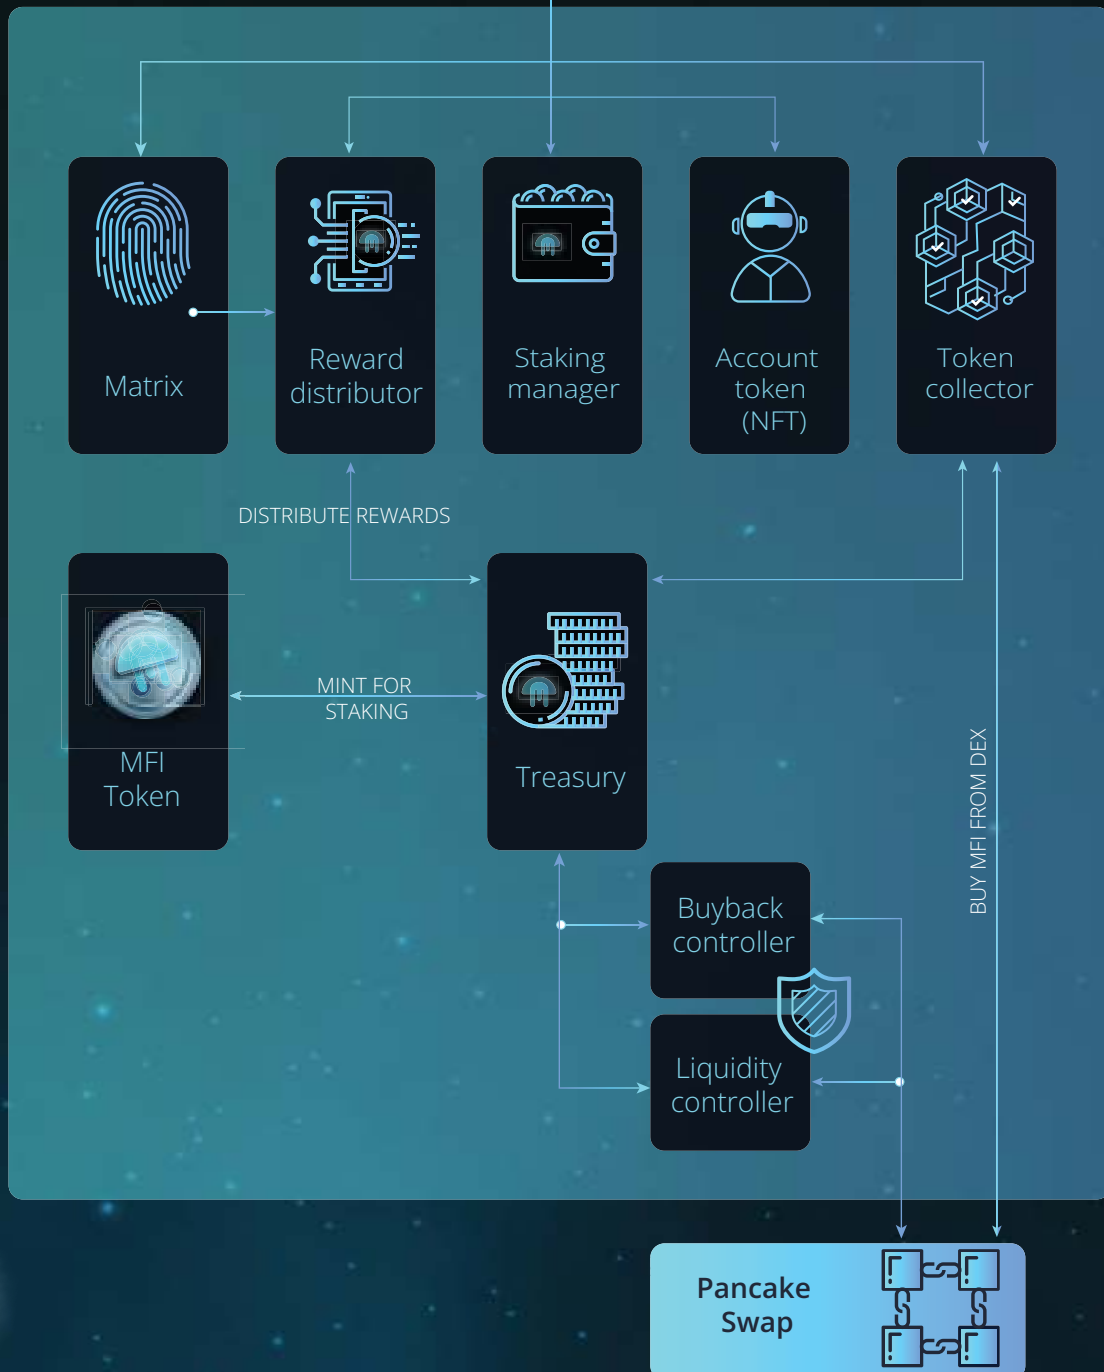 Matrix
Reward
distributor
Staking
manager
Account
token
(NFT)
Token
collector
DISTRIBUTE REWARDS
MFI
Token
MINT FOR
STAKING
Treasury
BUY MFI FROM DEX
Buyback
controller
Liquidity
controller
Pancake
Swap